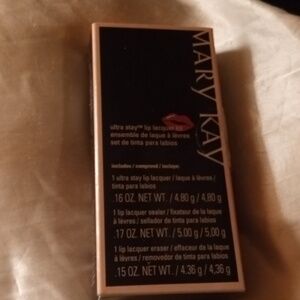 MARY KAY
ultra stay™ lip lacquer kit
ensemble de laque à lèvres
set de tinta para labios
includes / comprend / incluye:
1 ultra stay lip lacquer / laque à lèvres /
tinta para labios
.16 OZ. NET WT. / 4.80 g / 4,80 g
1 lip lacquer sealer / fixateur de la laque
à lèvres / sellador de tinta para labios
.17 OZ. NET WT. / 5.00 g / 5,00 g
1 lip lacquer eraser / effaceur de la laque
à lèvres / removedor de tinta para labios
.15 OZ. NET WT. / 4.36 g / 4,36 g